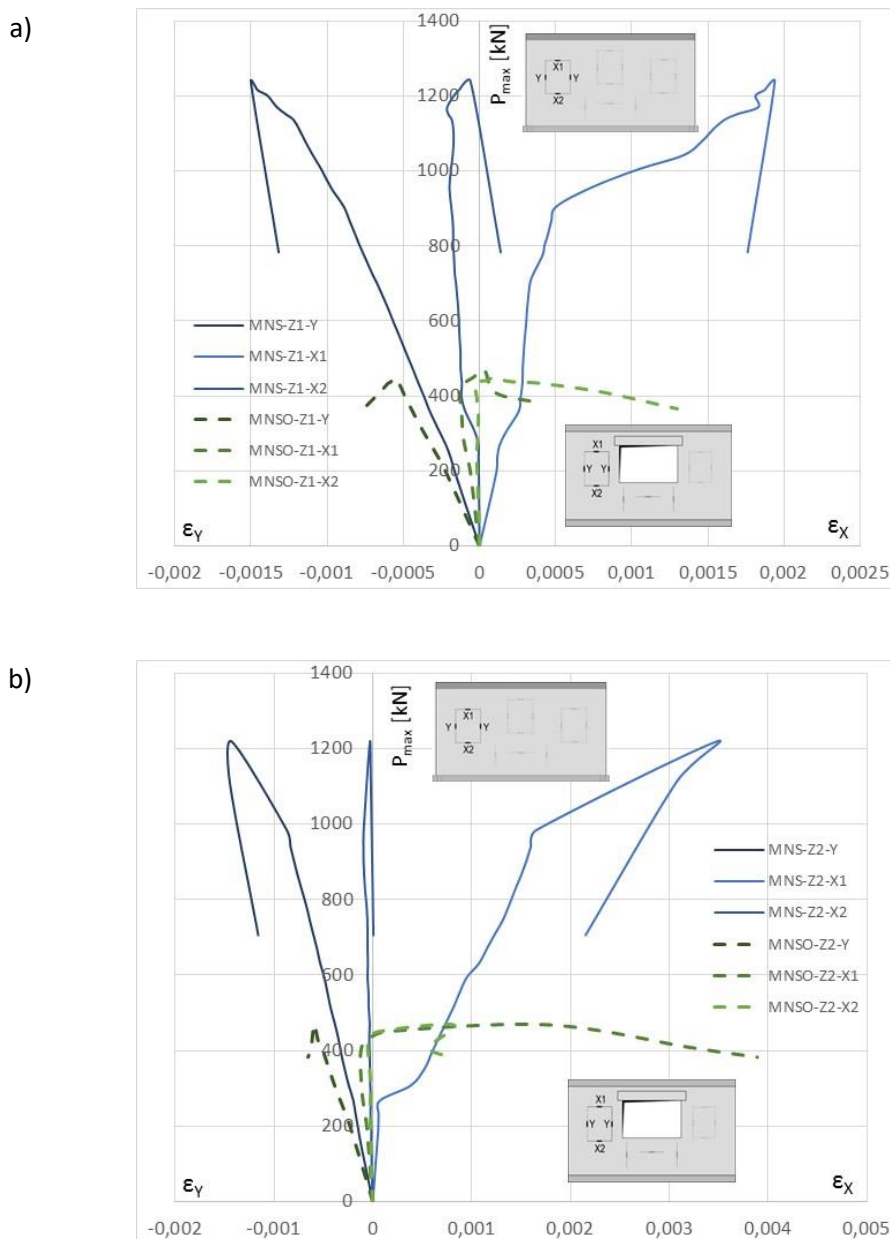 a)
1400
1200
1000
800
600
400
200
0
P_max [kN]
X1
Y Y
X2
MNS-Z1-Y
MNS-Z1-X1
MNS-Z1-X2
MNSO-Z1-Y
MNSO-Z1-X1
MNSO-Z1-X2
X1
Y Y
X2
ε_Y
ε_X
-0,002 -0,0015 -0,001 -0,0005 0 0,0005 0,001 0,0015 0,002 0,0025
b)
1400
1200
1000
800
600
400
200
0
P_max [kN]
X1
Y Y
X2
MNS-Z2-Y
MNS-Z2-X1
MNS-Z2-X2
MNSO-Z2-Y
MNSO-Z2-X1
MNSO-Z2-X2
X1
Y Y
X2
ε_Y
ε_X
-0,002 -0,001 0 0,001 0,002 0,003 0,004 0,005